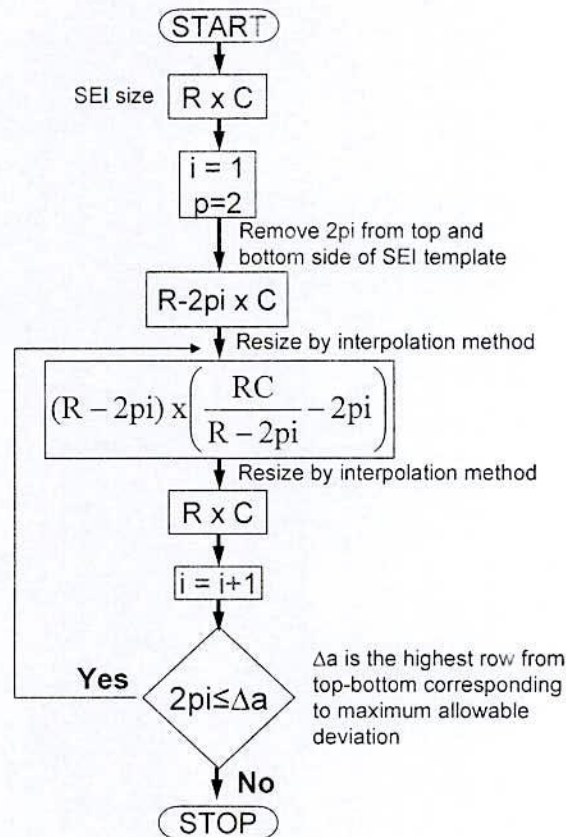 START
SEI size
R x C
i = 1
p=2
Remove 2pi from top and
bottom side of SEI template
R-2pi x C
Resize by interpolation method
(R – 2pi) x ( RC / R – 2pi – 2pi )
Resize by interpolation method
R x C
i = i+1
Yes
2pi≤Δa
Δa is the highest row from
top-bottom corresponding
to maximum allowable
deviation
No
STOP